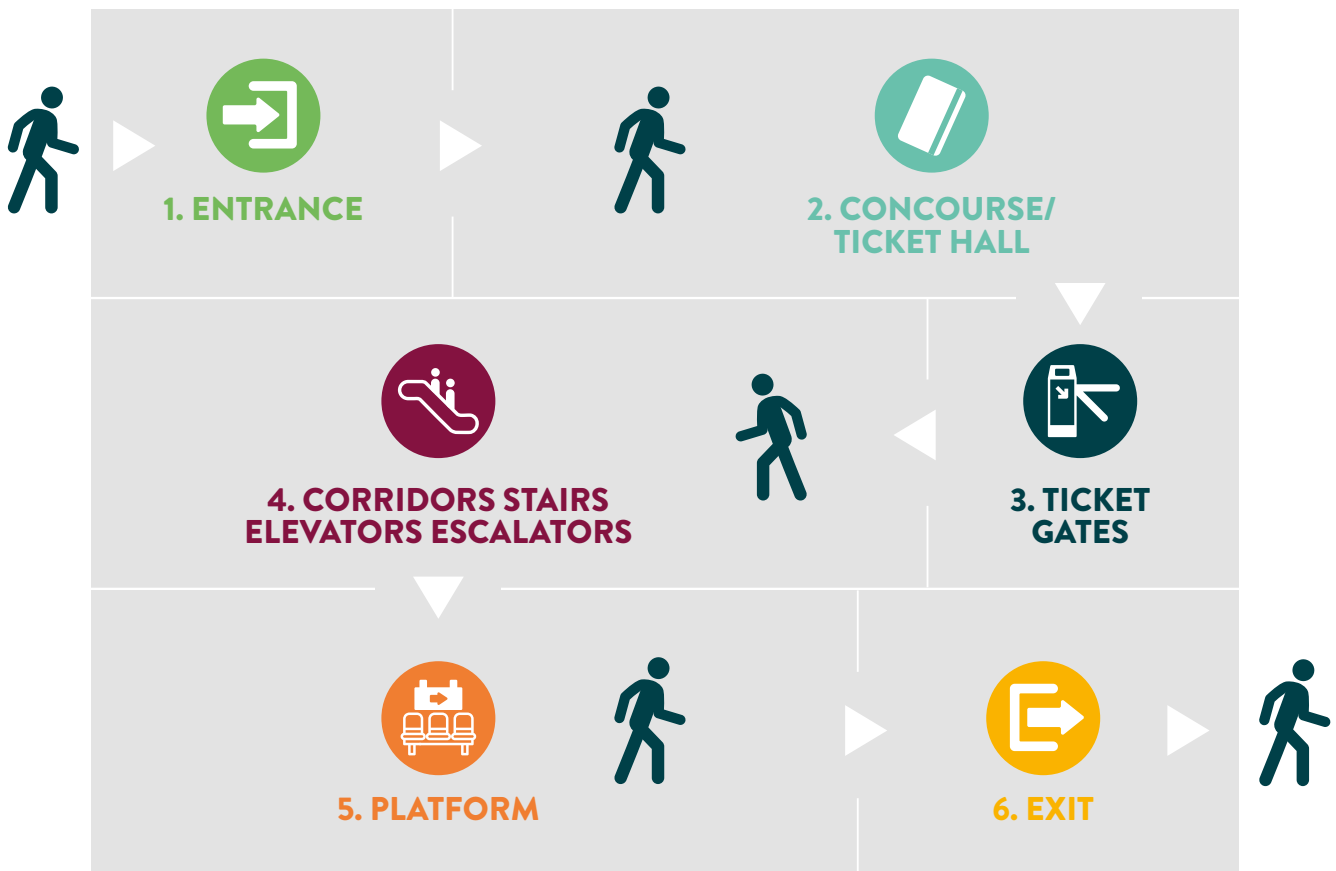 1. ENTRANCE
2. CONCOURSE/
TICKET HALL
3. TICKET
GATES
4. CORRIDORS STAIRS
ELEVATORS ESCALATORS
5. PLATFORM
6. EXIT